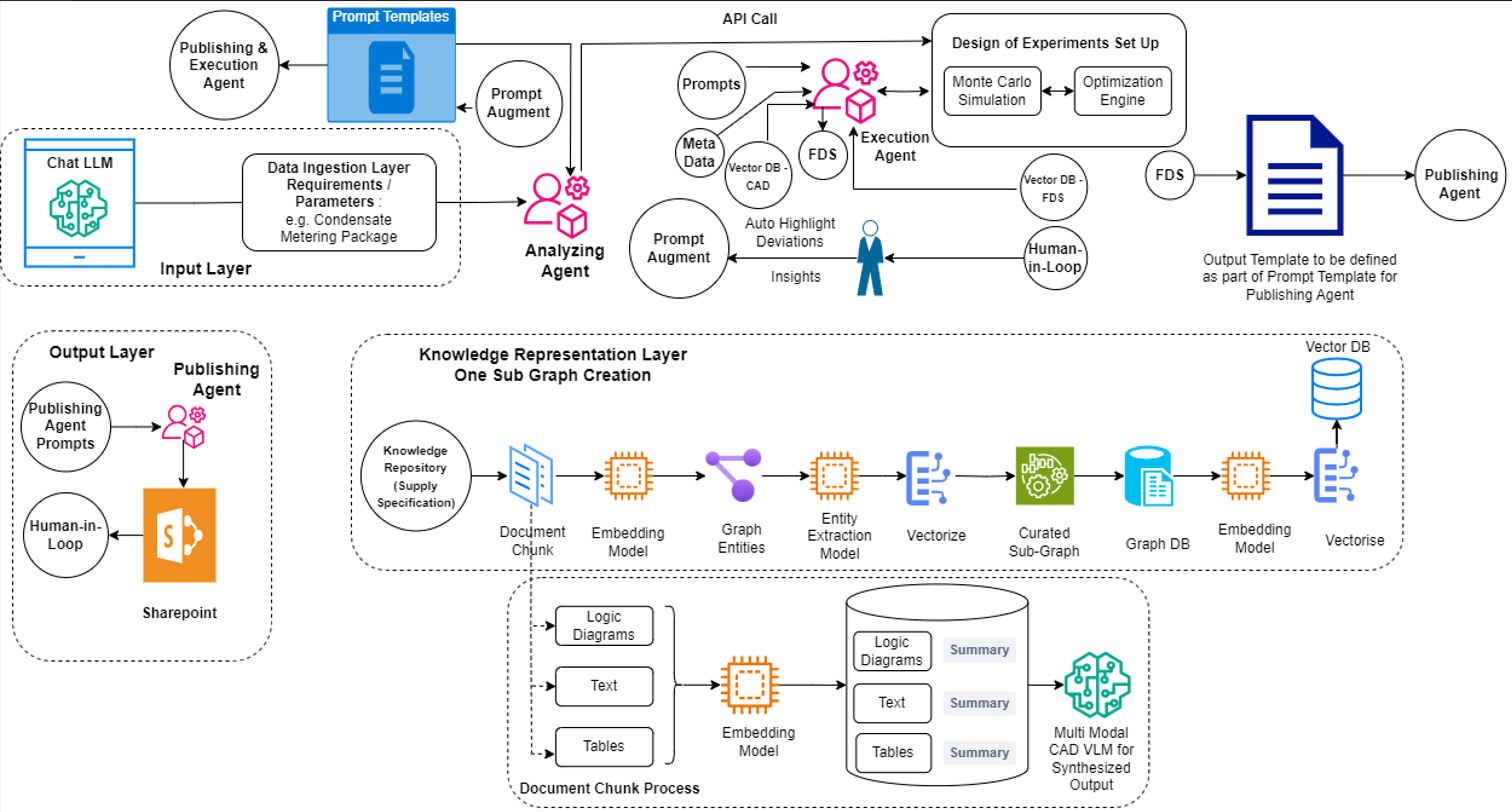 Prompt Templates
API Call
Publishing &
Execution
Agent
Prompt
Augment
Chat LLM
Data Ingestion Layer
Requirements /
Parameters :
e.g. Condensate
Metering Package
Input Layer
Analyzing
Agent
Prompts
Meta
Data
Vector DB -
CAD
FDS
Execution
Agent
Design of Experiments Set Up
Monte Carlo
Simulation
Optimization
Engine
Vector DB -
FDS
Prompt
Augment
Auto Highlight
Deviations
Insights
Human-
in-Loop
FDS
Publishing
Agent
Output Template to be defined
as part of Prompt Template for
Publishing Agent
Output Layer
Publishing
Agent
Publishing
Agent
Prompts
Human-in-
Loop
S
Sharepoint
Knowledge Representation Layer
One Sub Graph Creation
Vector DB
Knowledge
Repository
(Supply
Specification)
Document
Chunk
Embedding
Model
Graph
Entities
Entity
Extraction
Model
Vectorize
Curated
Sub-Graph
Graph DB
Embedding
Model
Vectorise
Logic
Diagrams
Text
Tables
Embedding
Model
Logic
Diagrams
Summary
Text
Summary
Tables
Summary
Multi Modal
CAD VLM for
Synthesized
Output
Document Chunk Process